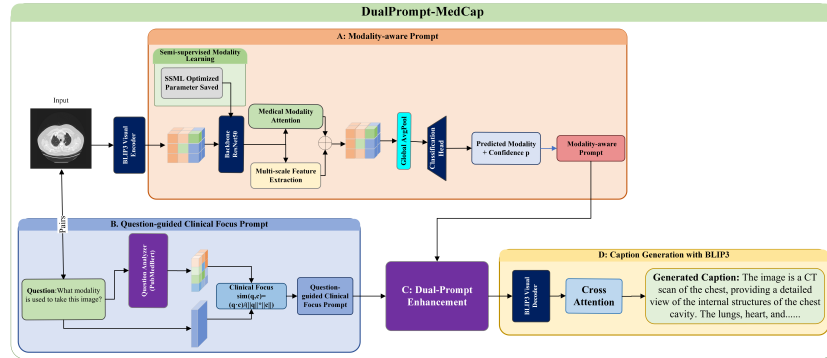 DualPrompt-MedCap
A: Modality-aware Prompt
Semi-supervised Modality
Learning
SSML Optimized
Parameter Saved
Input
BLIP3 Visual
Encoder
Backbone
ResNet50
Medical Modality
Attention
Multi-scale Feature
Extraction
Global AvgPool
Classification
Head
Predicted Modality
+ Confidence p
Modality-aware
Prompt
Pairs
B. Question-guided Clinical Focus Prompt
Question:What modality
is used to take this image?
Question Analyzer
(PubMedBert)
Clinical Focus
sim(q,c)=
(q·c)/(||q||*||c||)
Question-
guided Clinical
Focus Prompt
C: Dual-Prompt
Enhancement
D: Caption Generation with BLIP3
BLIP3 Visual
Decoder
Cross
Attention
Generated Caption: The image is a CT
scan of the chest, providing a detailed
view of the internal structures of the chest
cavity. The lungs, heart, and......